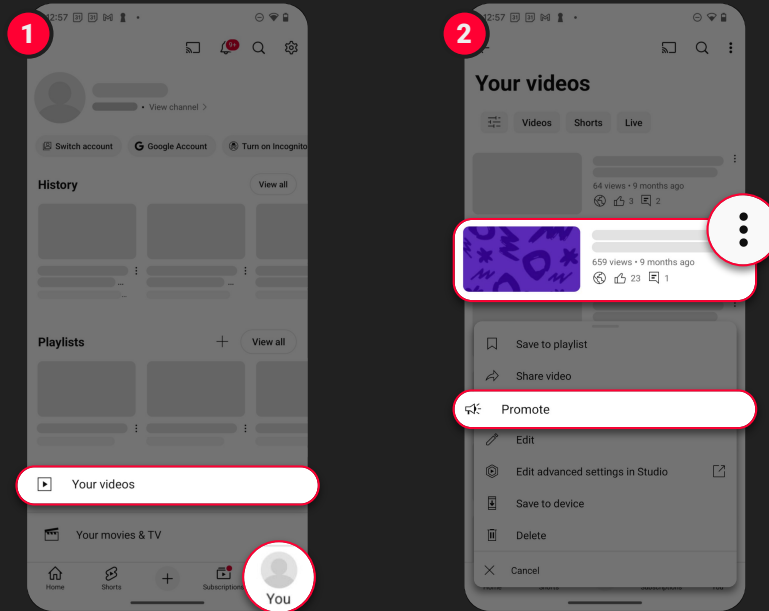 1
12:57
9+
• View channel >
Switch account
Google Account
Turn on Incognito
History
View all
...
...
...
...
Playlists
+
View all
Your videos
Your movies & TV
Home
Shorts
+
Subscriptions
You
2
12:57
Your videos
Videos
Shorts
Live
64 views • 9 months ago
3
2
659 views • 9 months ago
23
1
Save to playlist
Share video
Promote
Edit
Edit advanced settings in Studio
Save to device
Delete
Cancel